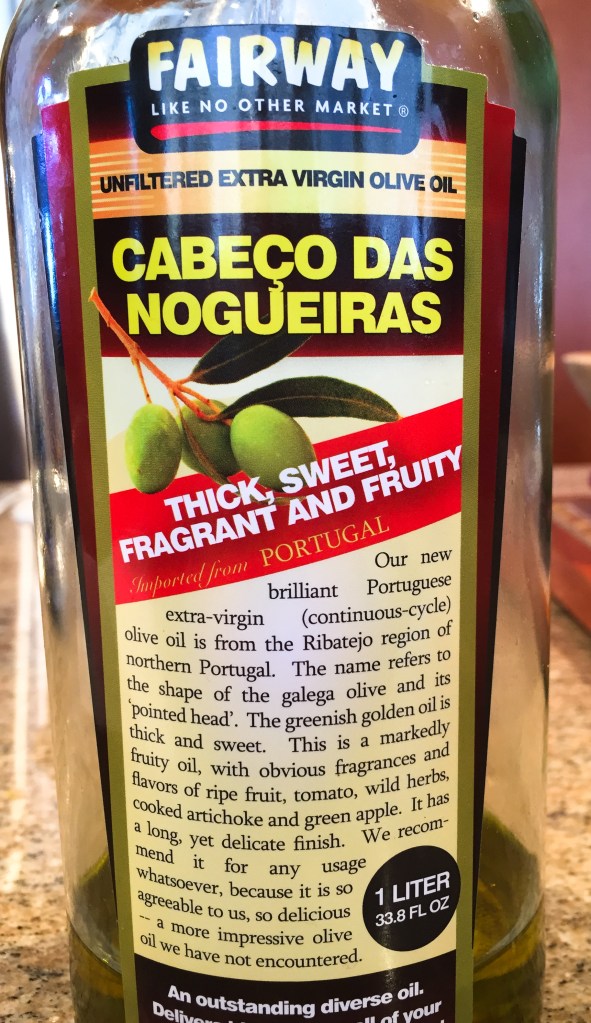 FAIRWAY
LIKE NO OTHER MARKET®
UNFILTERED EXTRA VIRGIN OLIVE OIL
CABEÇO DAS
NOGUEIRAS
THICK, SWEET,
FRAGRANT AND FRUITY
Imported from PORTUGAL
Our new
brilliant Portuguese
extra-virgin (continuous-cycle)
olive oil is from the Ribatejo region of
northern Portugal. The name refers to
the shape of the galega olive and its
'pointed head'. The greenish golden oil is
thick and sweet. This is a markedly
fruity oil, with obvious fragrances and
flavors of ripe fruit, tomato, wild herbs,
cooked artichoke and green apple. It has
a long, yet delicate finish. We recom-
mend it for any usage
whatsoever, because it is so
agreeable to us, so delicious
-- a more impressive olive
oil we have not encountered.
1 LITER
33.8 FL OZ
An outstanding diverse oil.
all of your